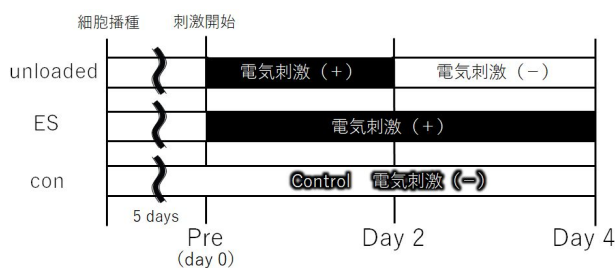 細胞播種 刺激開始
unloaded 電気刺激（+） 電気刺激（－）
ES 電気刺激（+）
con Control 電気刺激（－）
5 days
Pre Day 2 Day 4
(day 0)